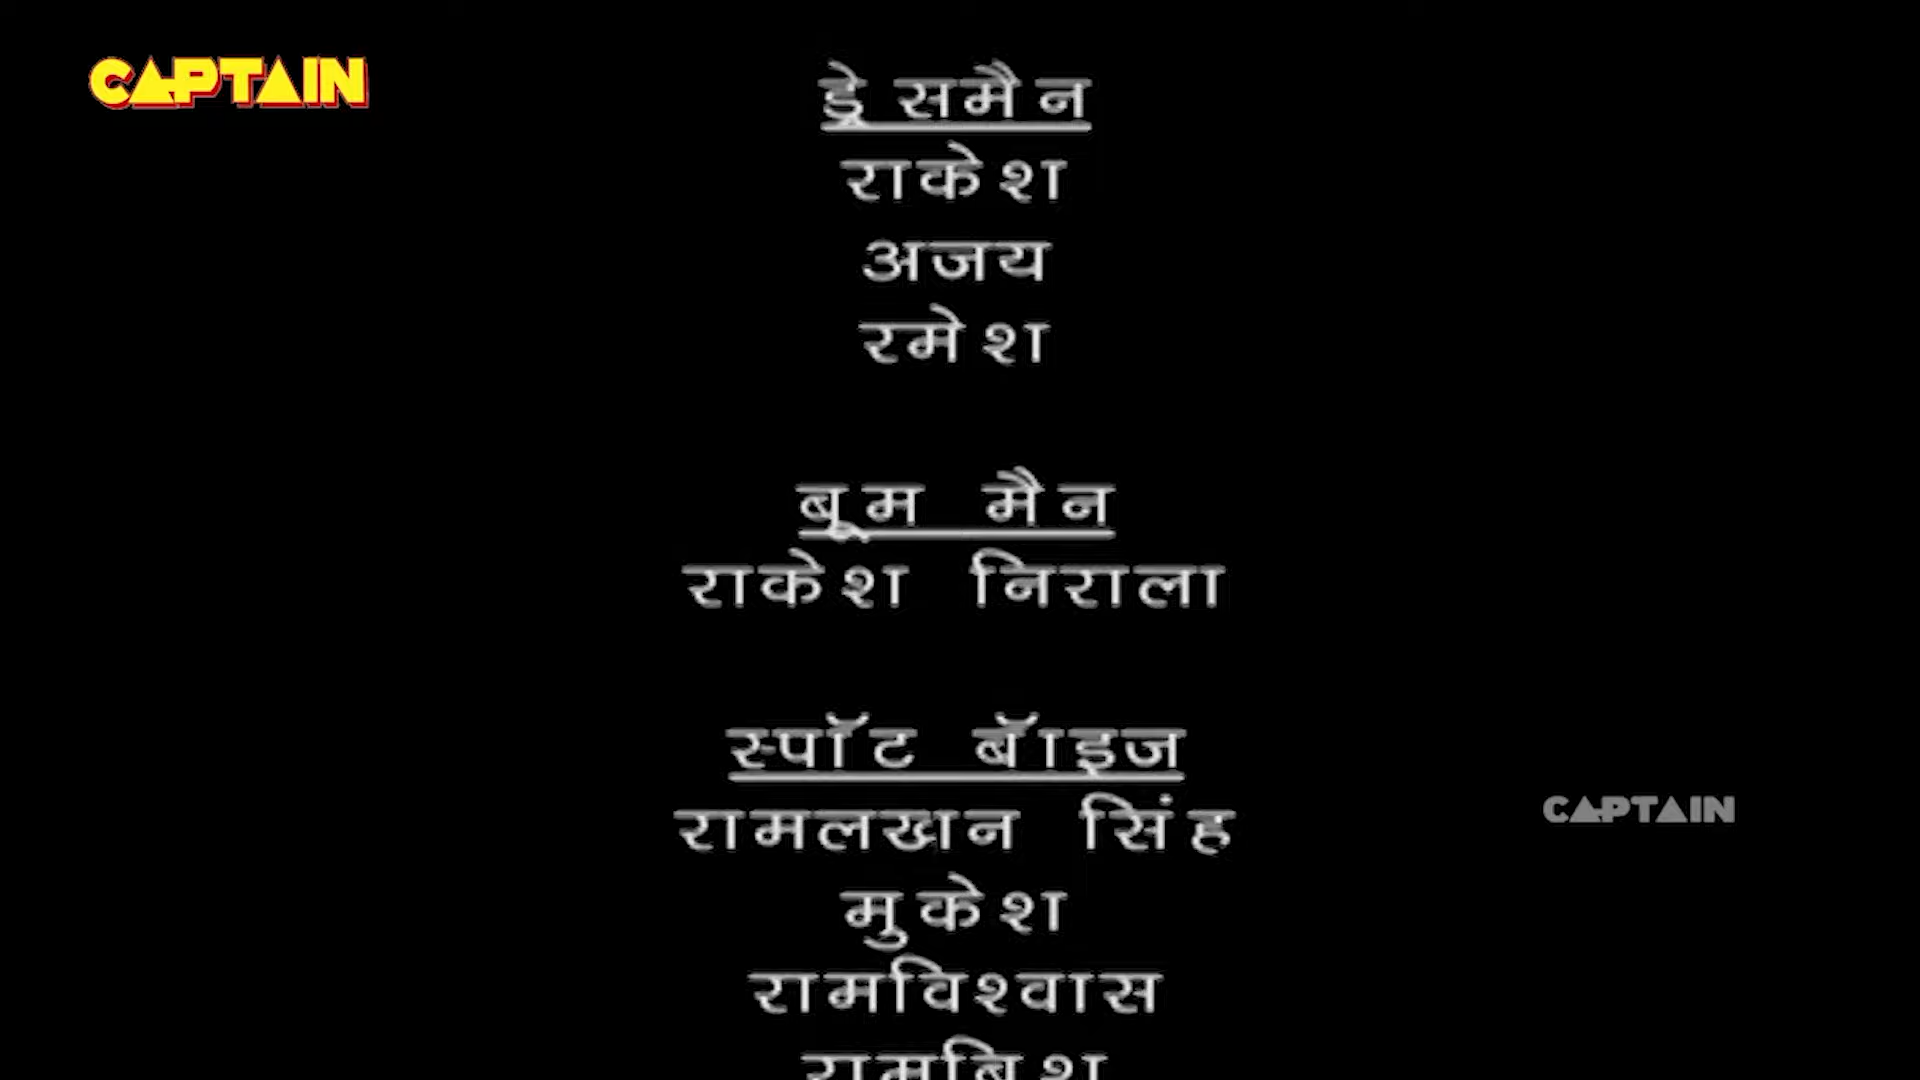 CAPTAIN
ड्रेसमैन
राकेश
अजय
रमेश
बूम मैन
राकेश निराला
स्पॉट बॅाइज
रामलखन सिंह
CAPTAIN
मुकेश
रामविश्वास